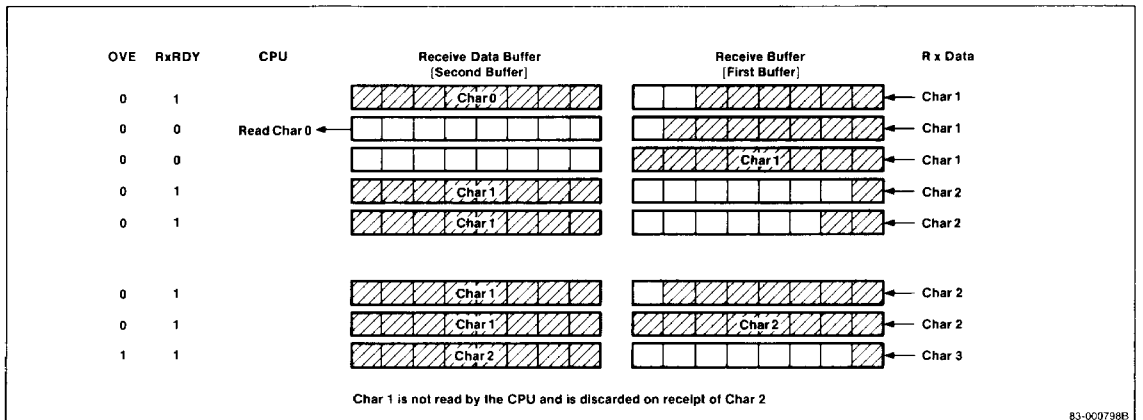 OVE RxRDY CPU Receive Data Buffer [Second Buffer] Receive Buffer [First Buffer] Rx Data
0 1 Char 0 Char 1
0 0 Read Char 0 Char 1
0 0 Char 1 Char 1
0 1 Char 1 Char 2
0 1 Char 1 Char 2
0 1 Char 1 Char 2
0 1 Char 1 Char 2 Char 2
1 1 Char 2 Char 3
Char 1 is not read by the CPU and is discarded on receipt of Char 2
83-000798B